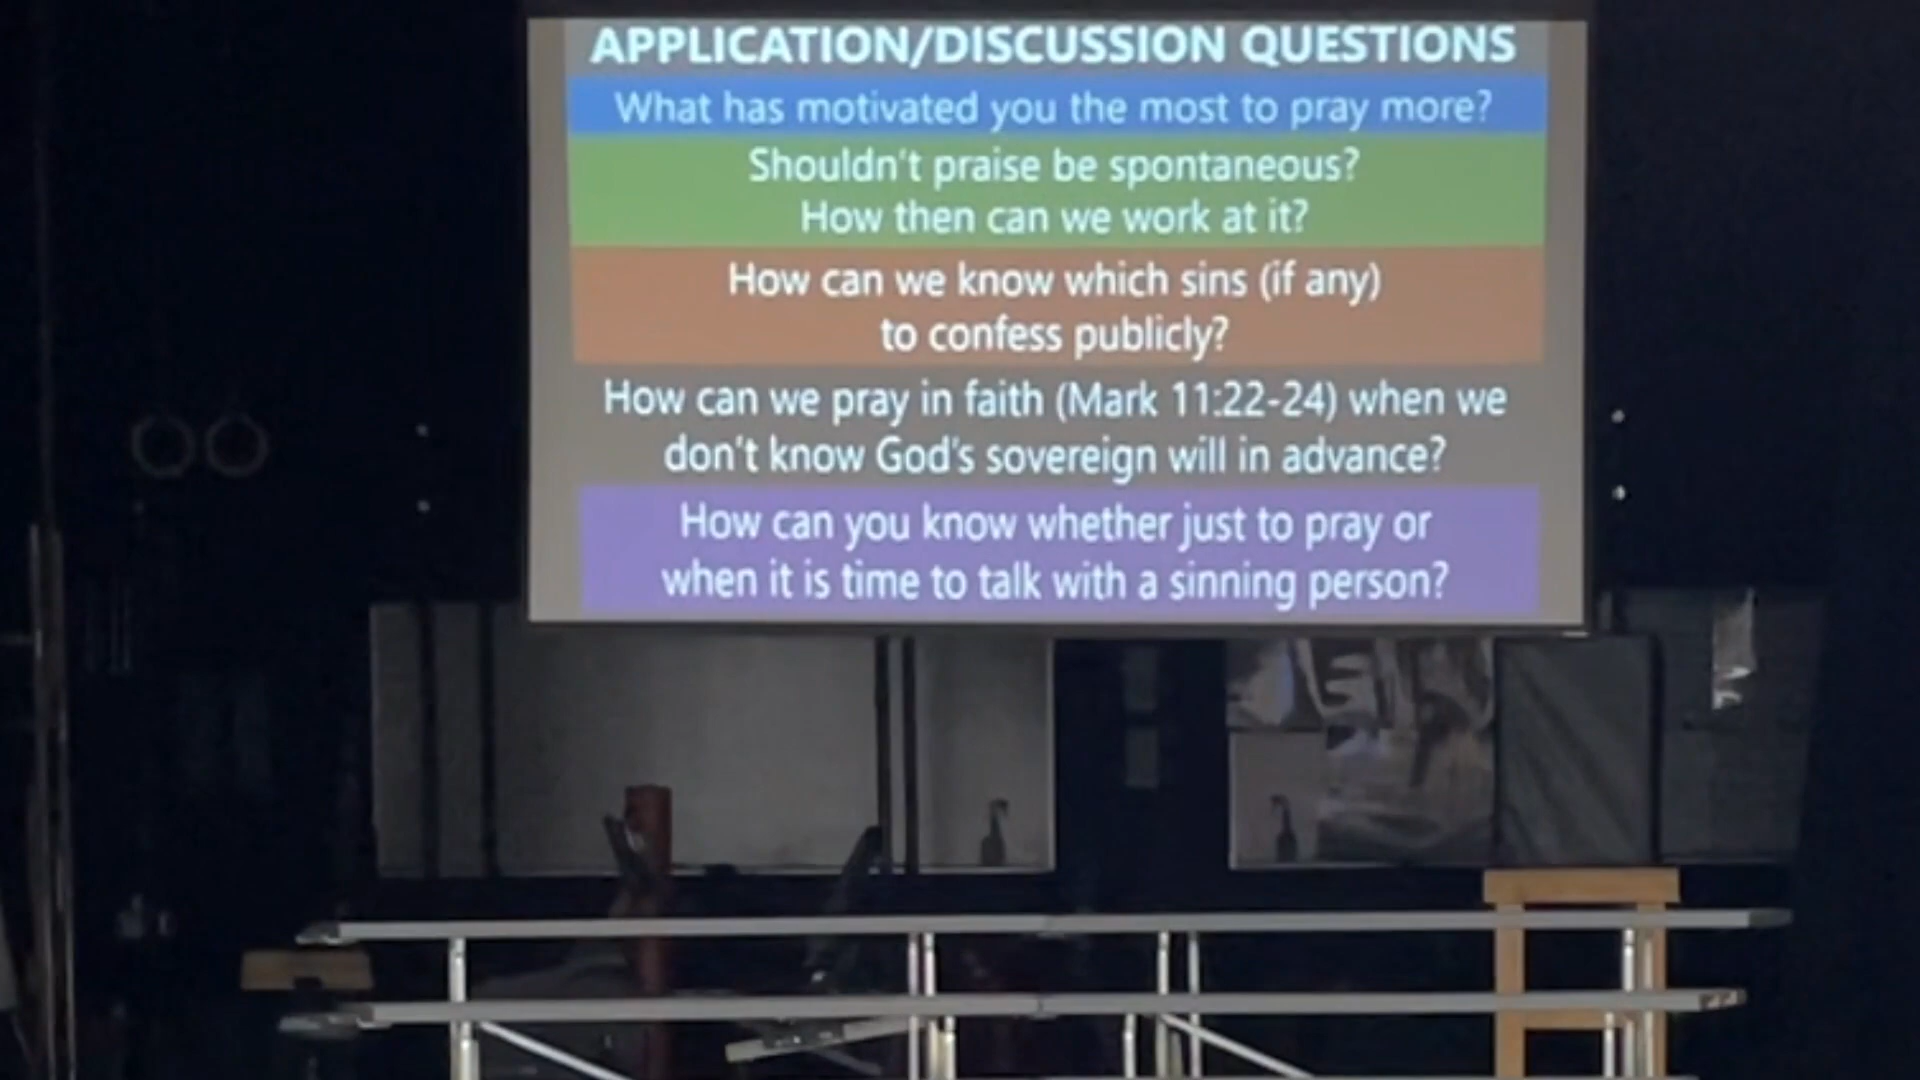 APPLICATION/DISCUSSION QUESTIONS
What has motivated you the most to pray more?
Shouldn't praise be spontaneous?
How then can we work at it?
How can we know which sins (if any)
to confess publicly?
How can we pray in faith (Mark 11:22-24) when we
don't know God's sovereign will in advance?
How can you know whether just to pray or
when it is time to talk with a sinning person?